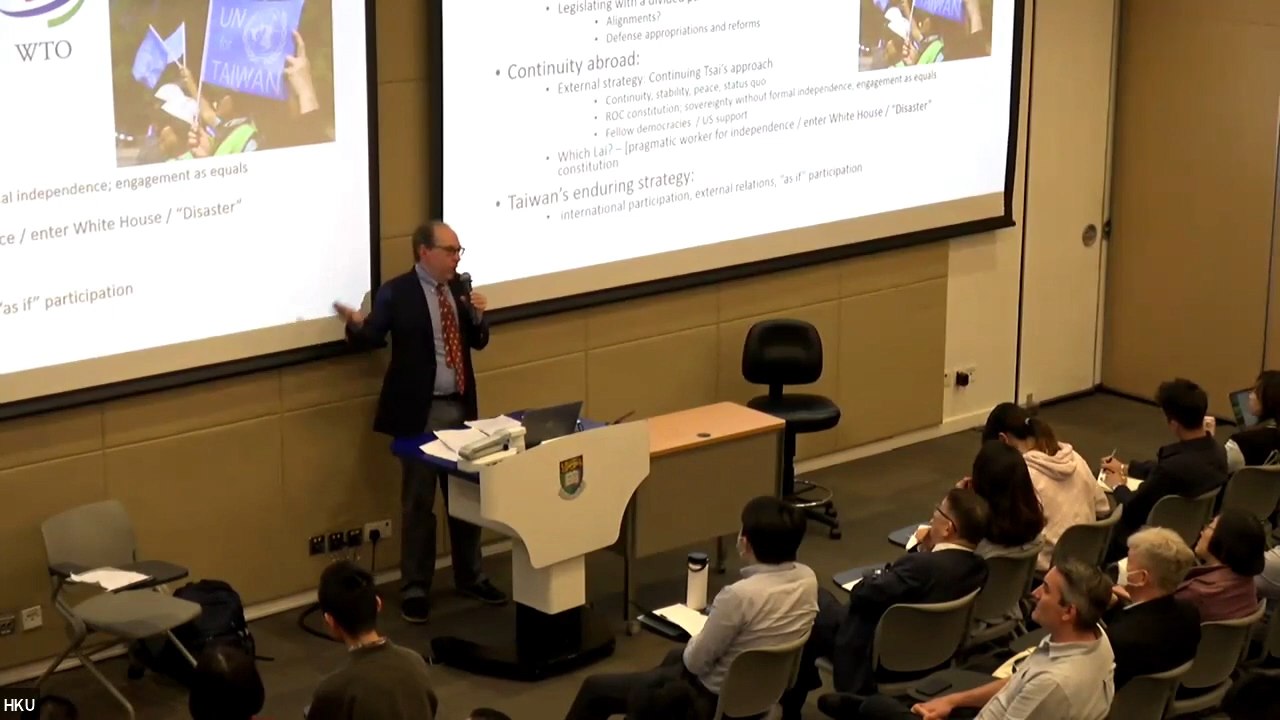 WTO
UN
for
TAIWAN
al independence; engagement as equals
ce / enter White House / “Disaster”
“as if” participation
Legislating with a divided
• Alignments?
• Defense appropriations and reforms
TAIWAN
• Continuity abroad:
• External strategy: Continuing Tsai’s approach
• Continuity, stability, peace, status quo
• ROC constitution; sovereignty without formal independence, engagement as equals
• Fellow democracies / US support
• Which Lai? – [pragmatic worker for independence / enter White House / “Disaster”
constitution
• Taiwan’s enduring strategy:
• international participation, external relations, “as if” participation
HKU